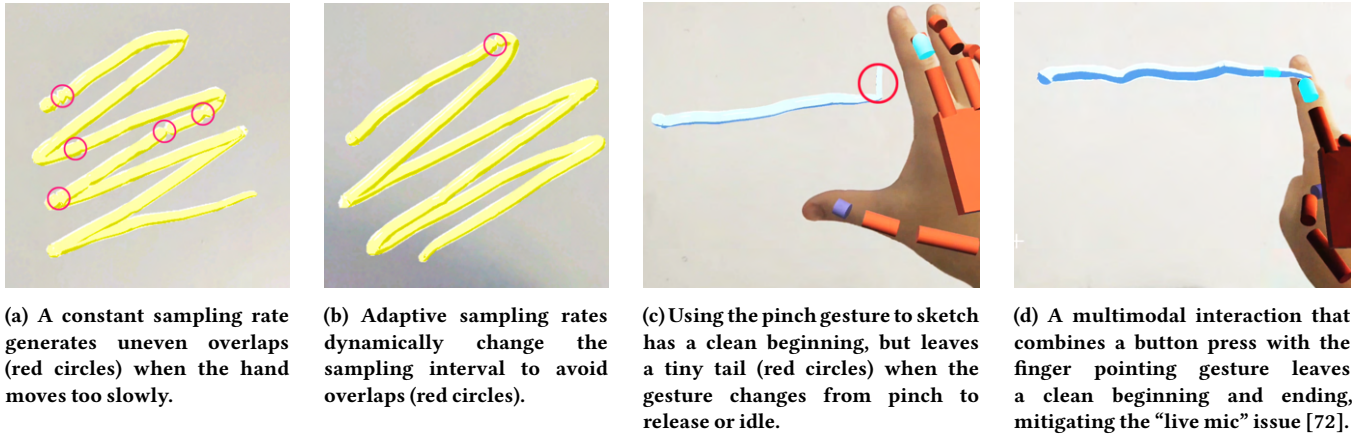 (a) A constant sampling rate
generates uneven overlaps
(red circles) when the hand
moves too slowly.
(b) Adaptive sampling rates
dynamically change the
sampling interval to avoid
overlaps (red circles).
(c) Using the pinch gesture to sketch
has a clean beginning, but leaves
a tiny tail (red circles) when the
gesture changes from pinch to
release or idle.
(d) A multimodal interaction that
combines a button press with the
finger pointing gesture leaves
a clean beginning and ending,
mitigating the “live mic” issue [72].